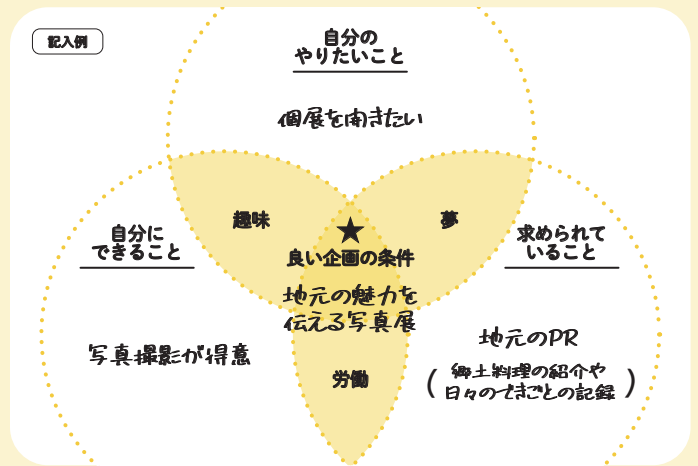 記入例
自分の
やりたいこと
個展を開きたい
趣味
夢
★
良い企画の条件
地元の魅力を
伝える写真展
自分に
できること
写真撮影が得意
求められて
いること
地元のPR
(郷土料理の紹介や
日々のできごとの記録)
労働